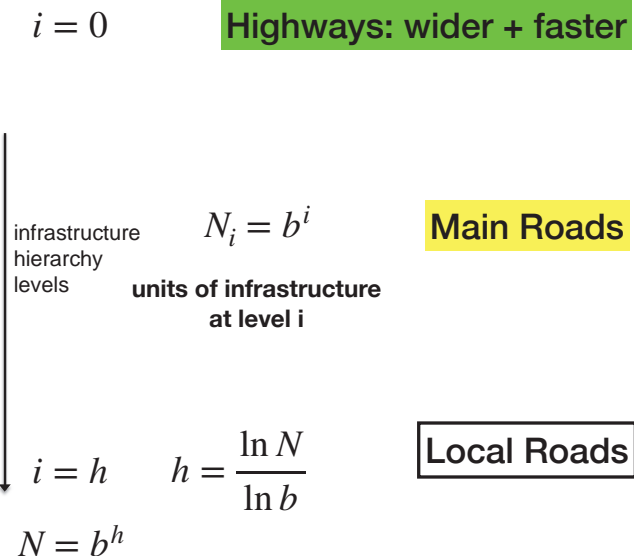 i = 0
Highways: wider + faster
infrastructure
hierarchy
levels
N_i = b^i
Main Roads
units of infrastructure
at level i
i = h
h = \frac{\ln N}{\ln b}
Local Roads
N = b^h